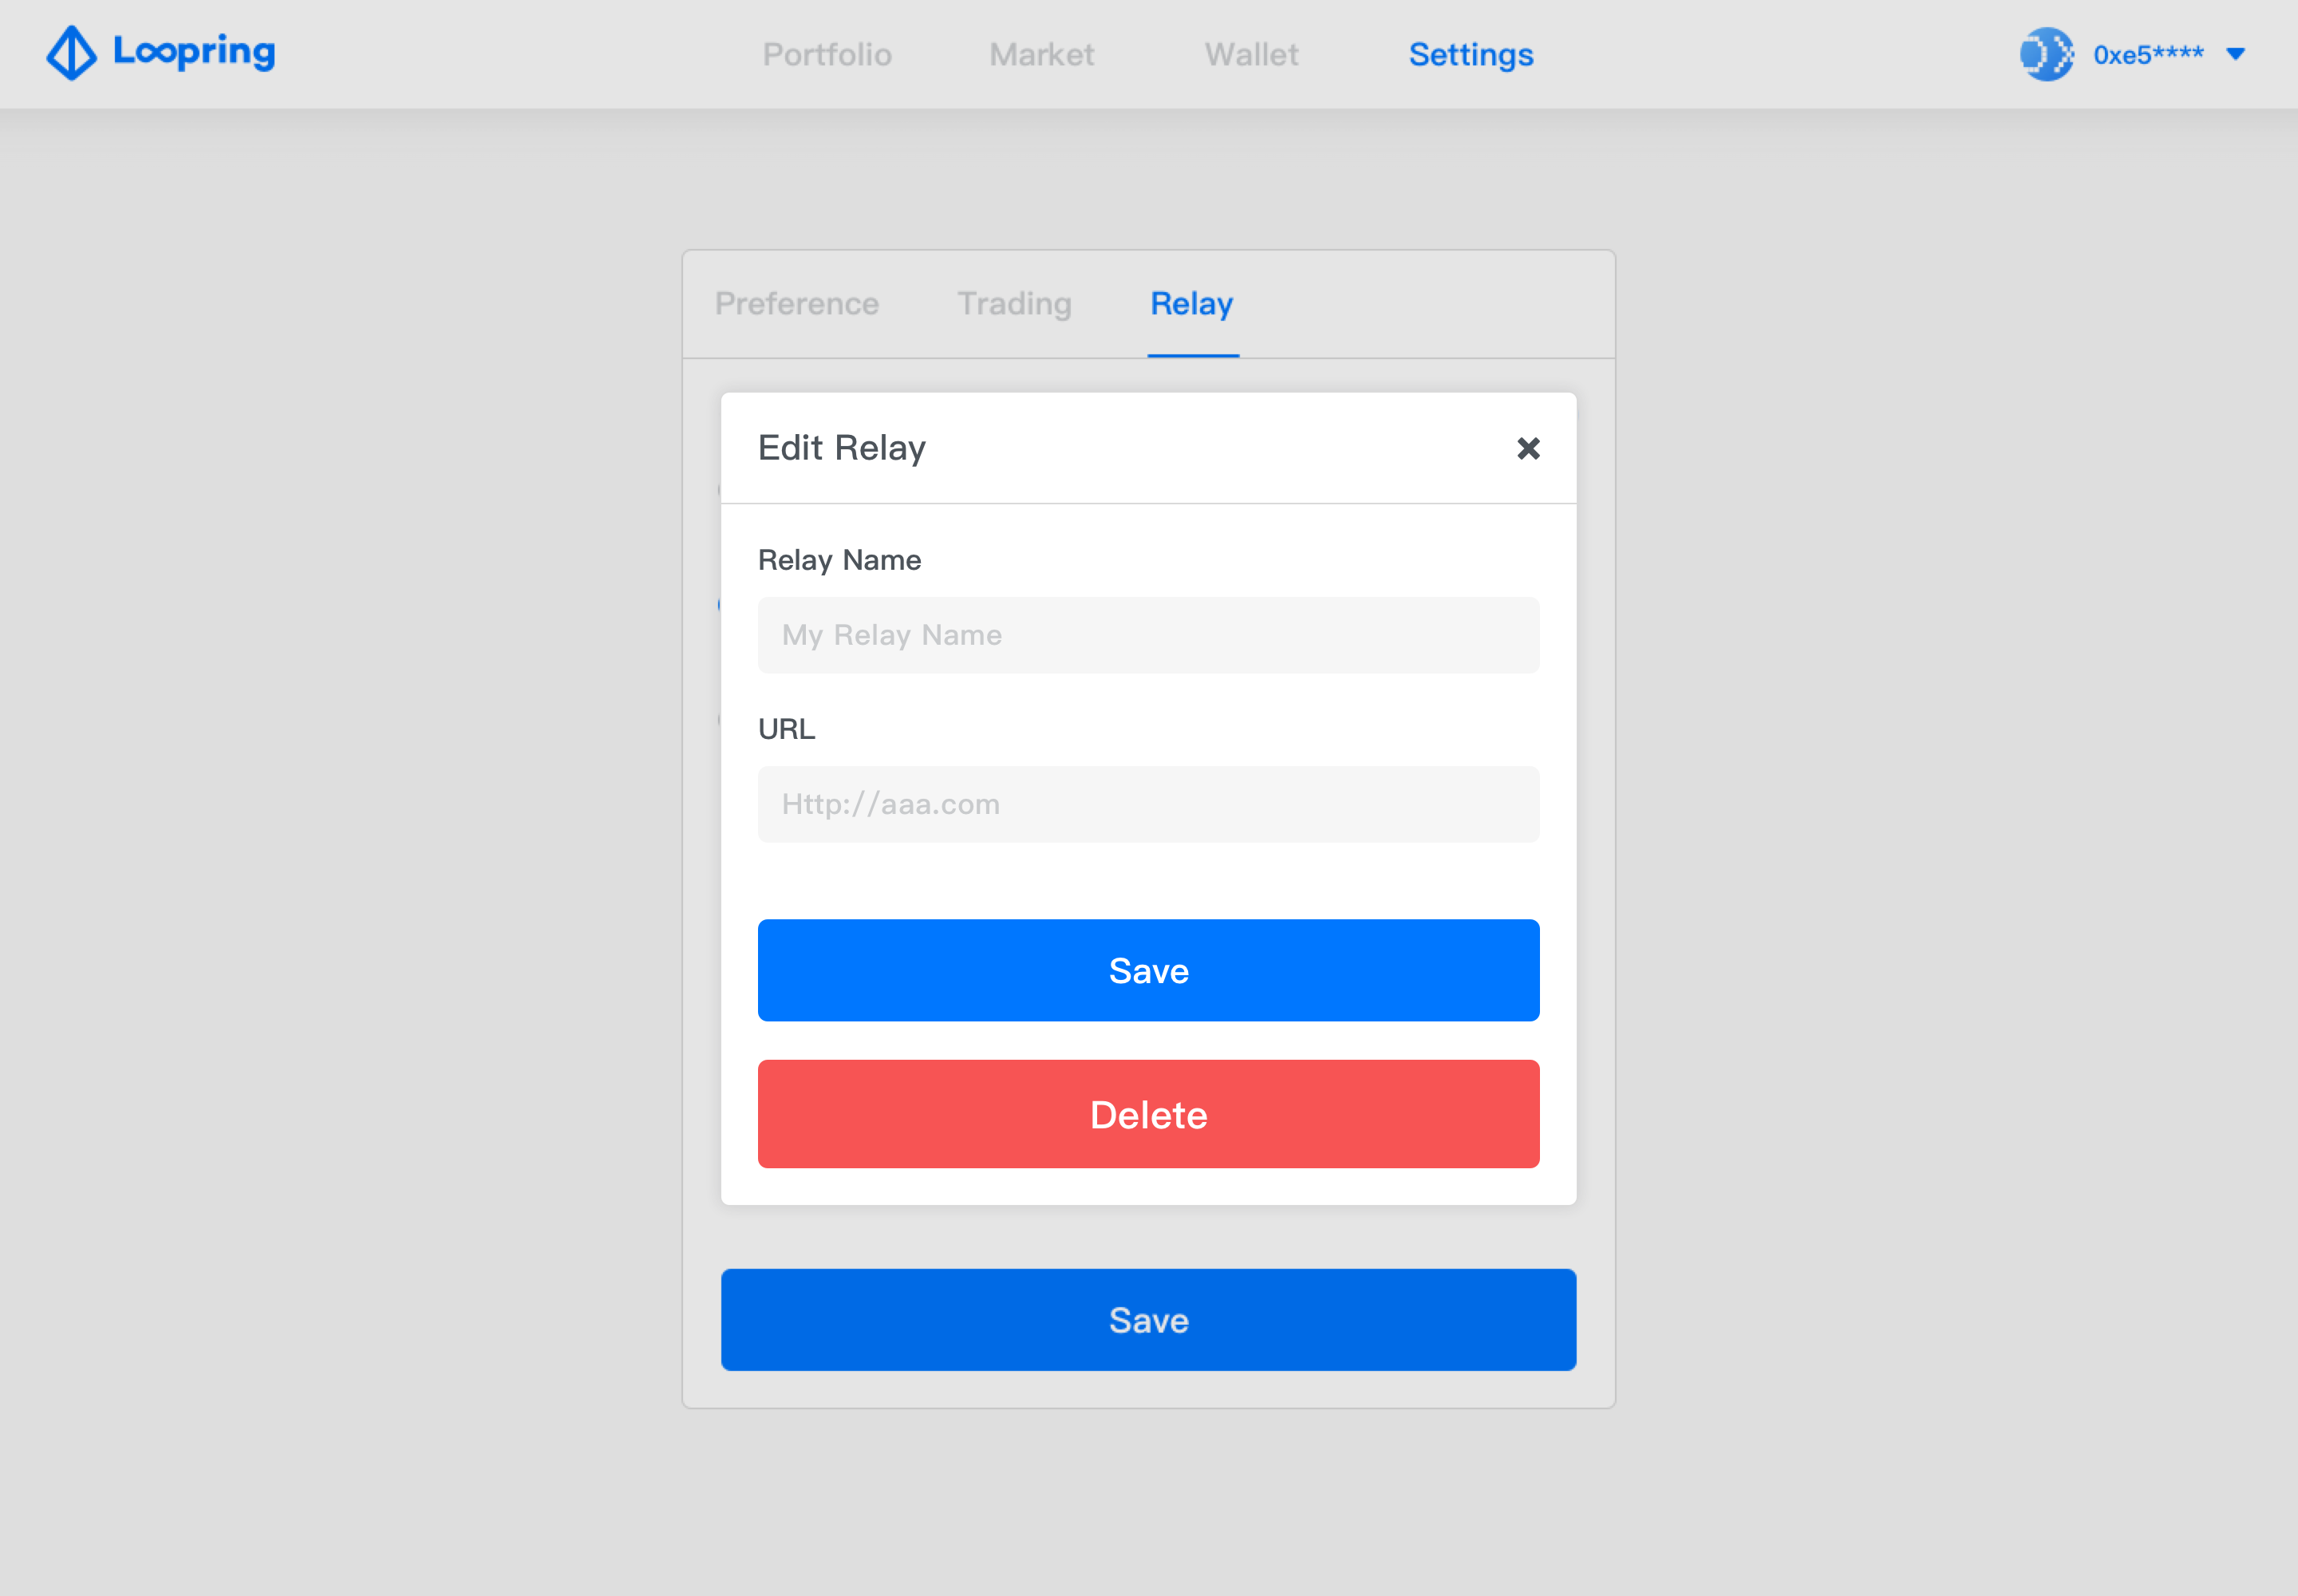 Loopring
Portfolio Market Wallet Settings
0xe5****
Preference Trading Relay
Edit Relay
Relay Name
My Relay Name
URL
Http://aaa.com
Save
Delete
Save